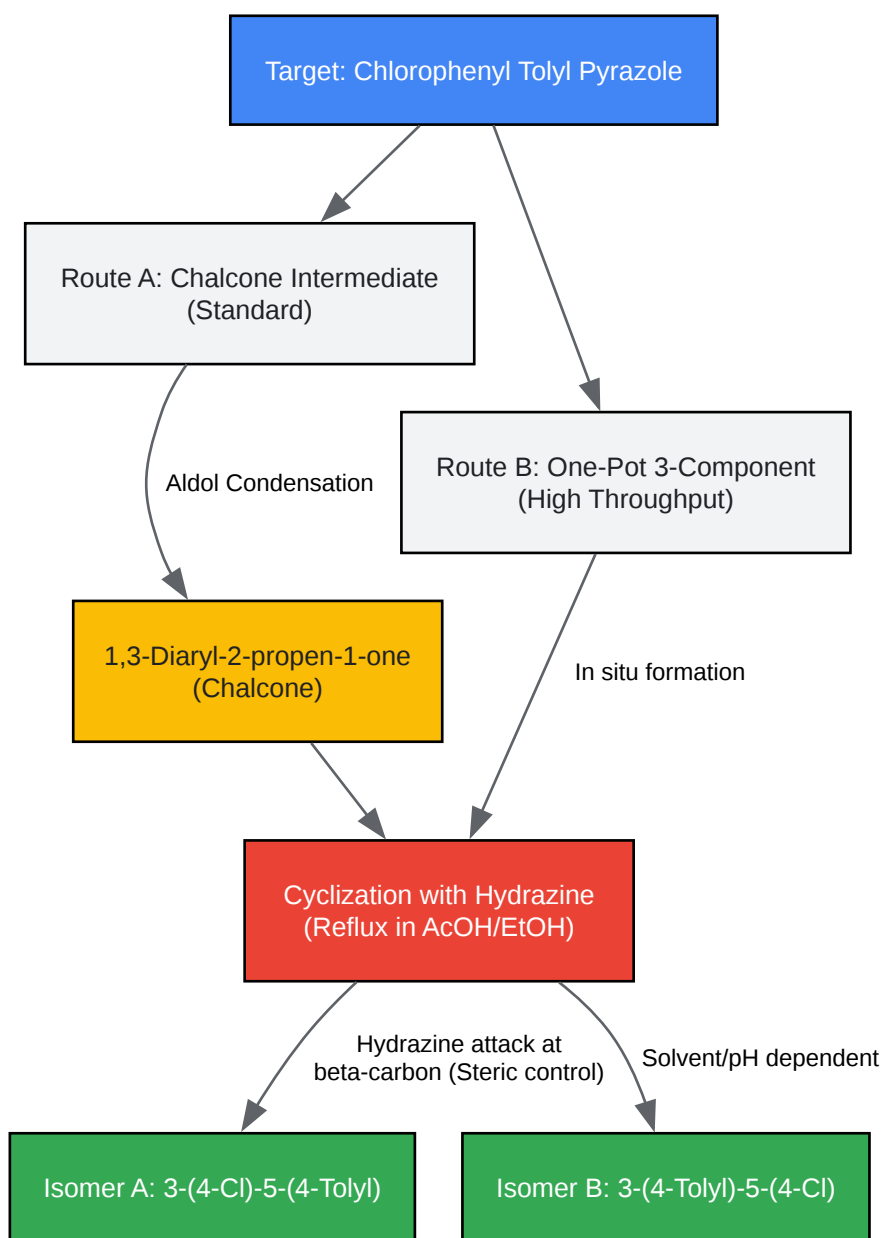 Target: Chlorophenyl Tolyl Pyrazole
Route A: Chalcone Intermediate
(Standard)
Route B: One-Pot 3-Component
(High Throughput)
Aldol Condensation
1,3-Diaryl-2-propen-1-one
(Chalcone)
In situ formation
Cyclization with Hydrazine
(Reflux in AcOH/EtOH)
Hydrazine attack at
beta-carbon (Steric control)
Solvent/pH dependent
Isomer A: 3-(4-Cl)-5-(4-Tolyl)
Isomer B: 3-(4-Tolyl)-5-(4-Cl)